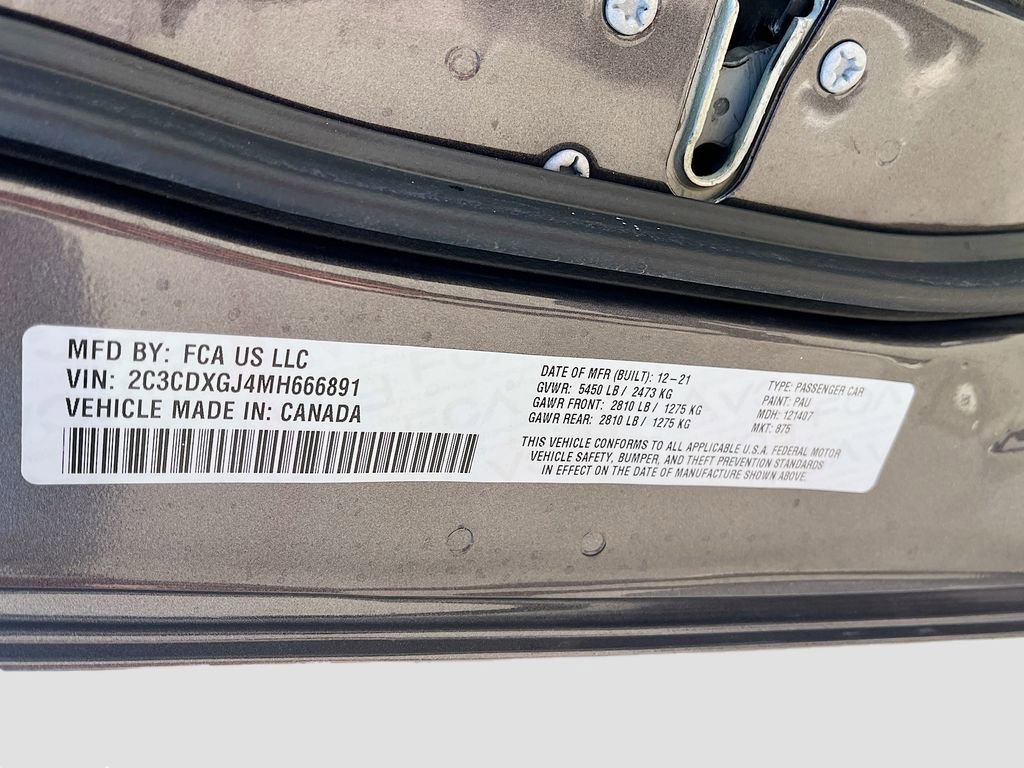 MFD BY: FCA US LLC
VIN: 2C3CDXGJ4MH666891
VEHICLE MADE IN: CANADA
DATE OF MFR (BUILT): 12-21
GVWR: 5450 LB / 2473 KG
GAWR FRONT: 2810 LB / 1275 KG
GAWR REAR: 2810 LB / 1275 KG
TYPE: PASSENGER CAR
PAINT: PAU
MDH: 121407
MKT: 875
THIS VEHICLE CONFORMS TO ALL APPLICABLE U.S.A. FEDERAL MOTOR
VEHICLE SAFETY, BUMPER, AND THEFT PREVENTION STANDARDS
IN EFFECT ON THE DATE OF MANUFACTURE SHOWN ABOVE.